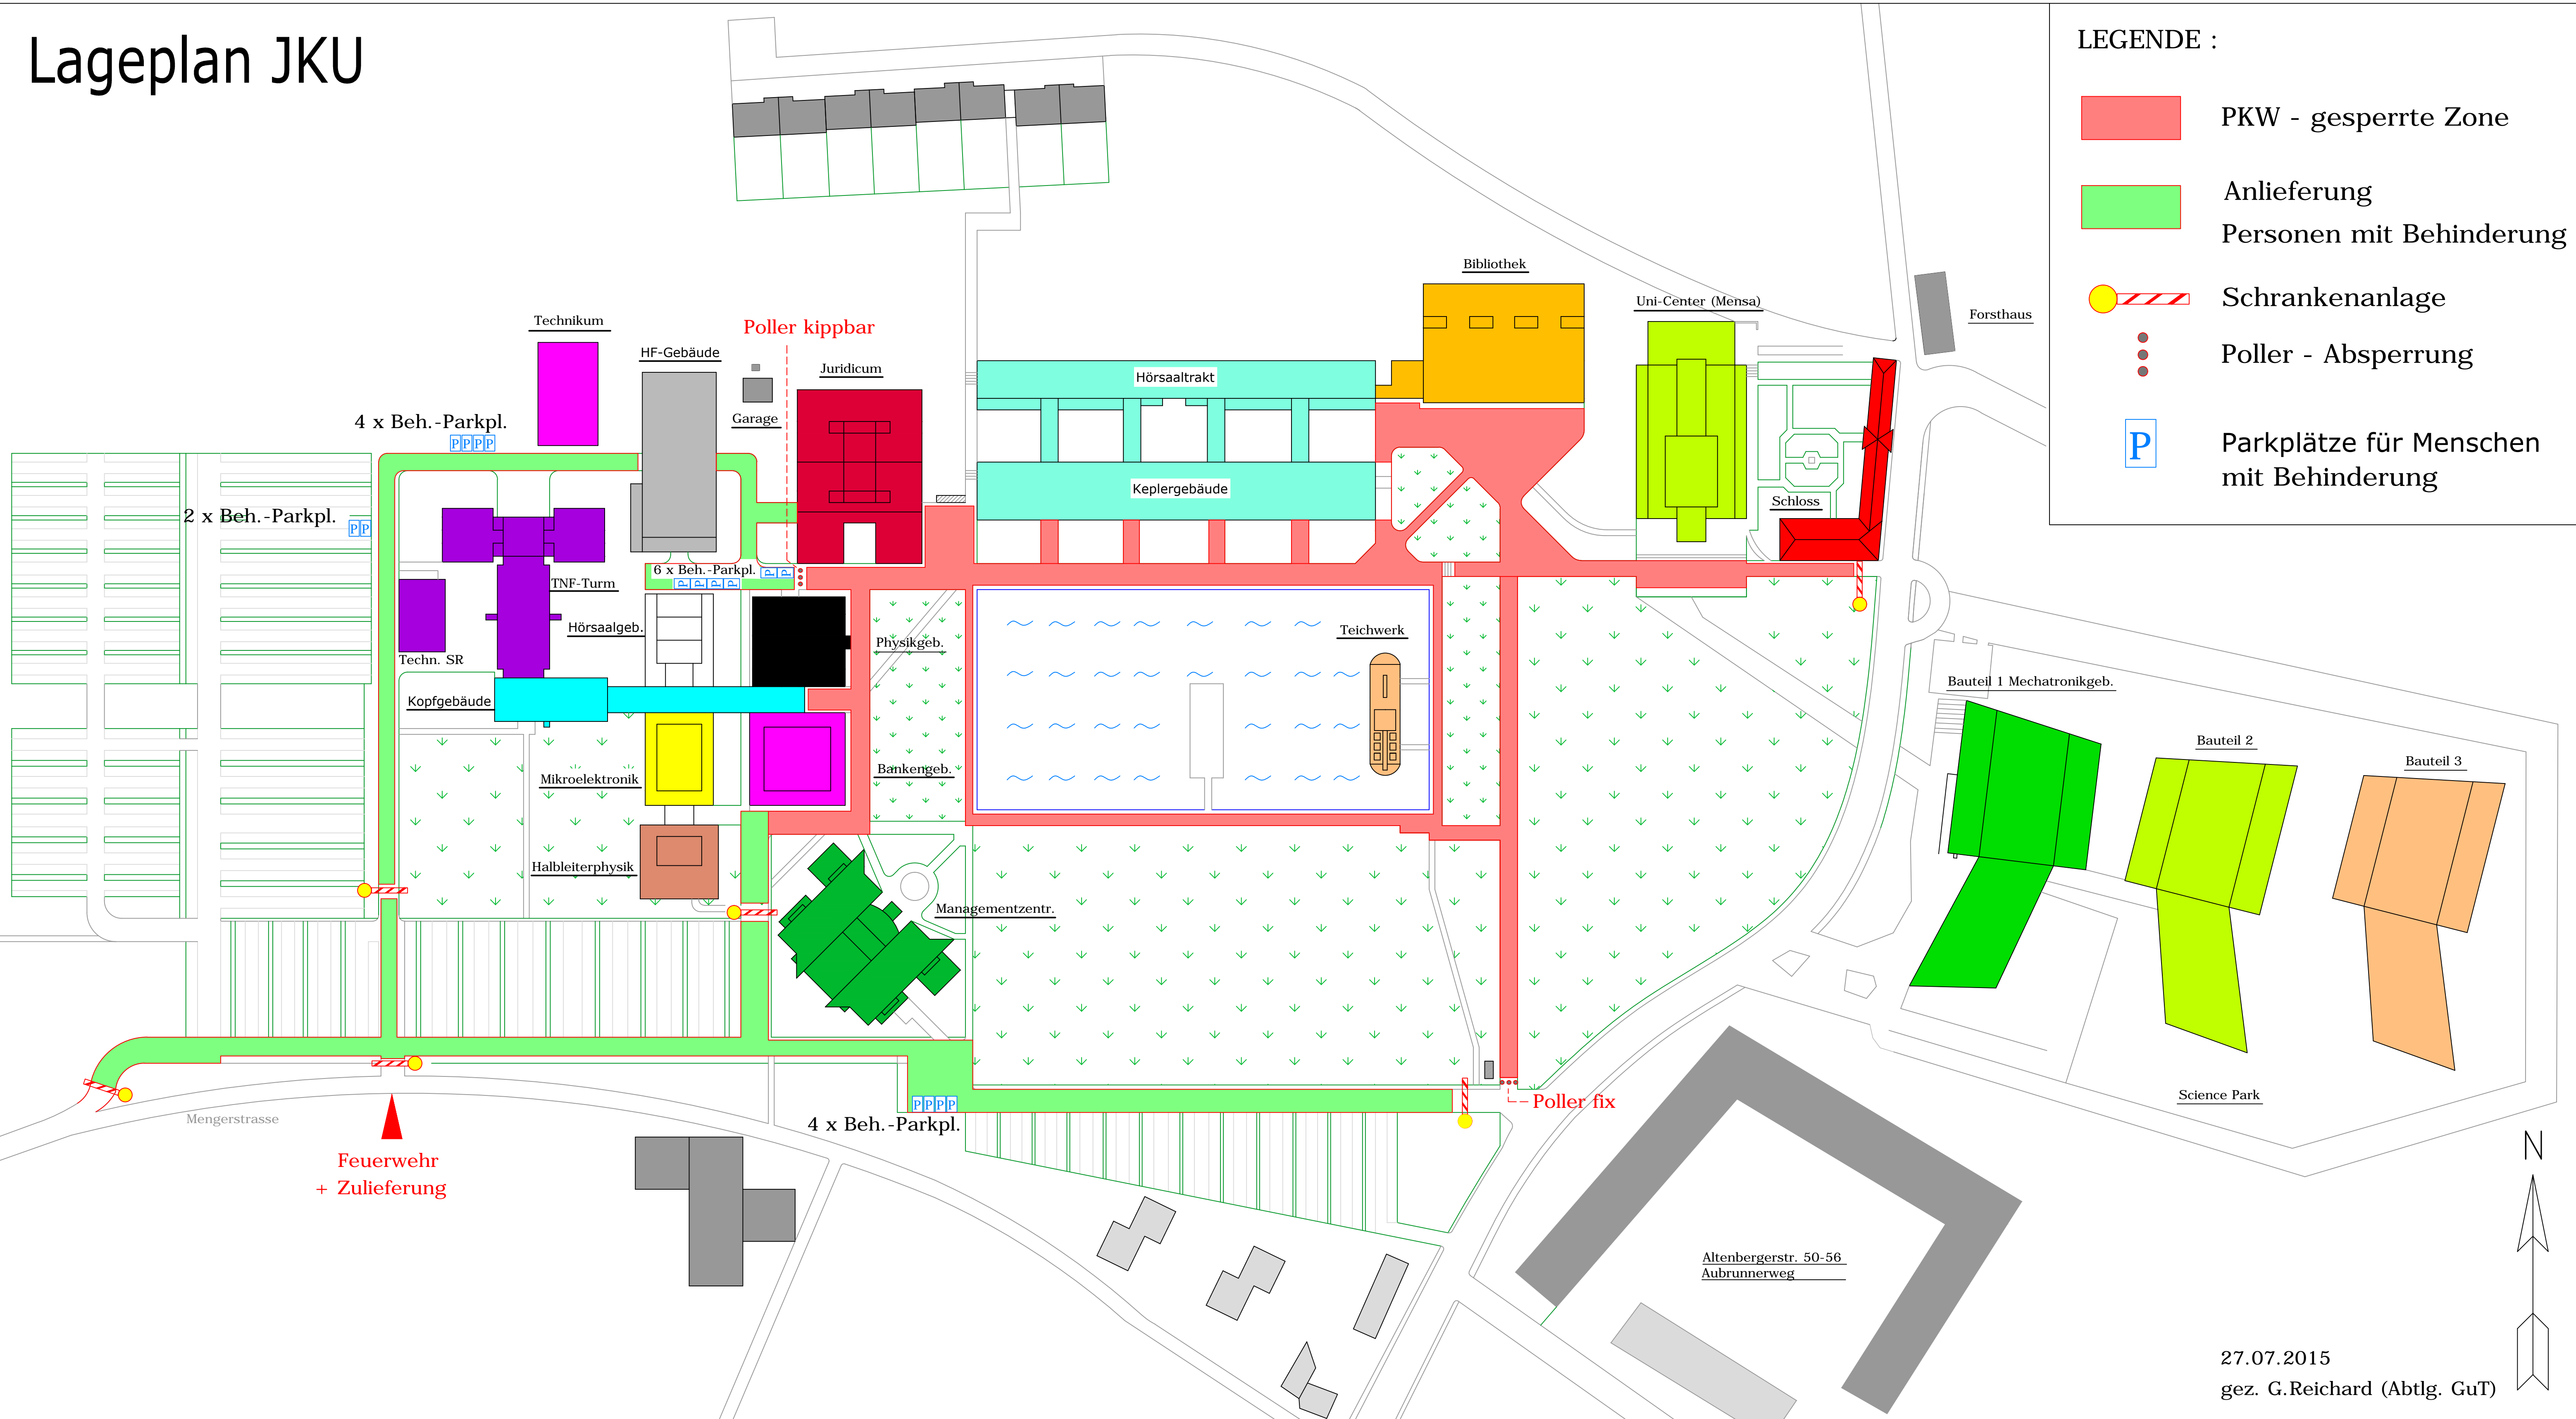 Lageplan JKU
LEGENDE :
PKW - gesperrte Zone
Anlieferung
Personen mit Behinderung
Schrankenanlage
Poller - Absperrung
P
Parkplätze für Menschen
mit Behinderung
Bibliothek
Uni-Center (Mensa)
Forsthaus
Technikum
Poller kippbar
HF-Gebäude
Juridicum
Hörsaaltrakt
Garage
4 x Beh.-Parkpl.
P P P P
Keplergebäude
Schloss
2 x Beh.-Parkpl.
P P
6 x Beh.-Parkpl.
P P
P P P P
TNF-Turm
Hörsaalgeb.
Teichwerk
Physikgeb.
Techn. SR
Bauteil 1 Mechatronikgeb.
Kopfgebäude
Bauteil 2
Bauteil 3
Bankengeb.
Mikroelektronik
Halbleiterphysik
Managementzentr.
Science Park
P P P P
Poller fix
Mengerstrasse
4 x Beh.-Parkpl.
N
Feuerwehr
+ Zulieferung
Altenbergerstr. 50-56
Aubrunnerweg
27.07.2015
gez. G.Reichard (Abtlg. GuT)